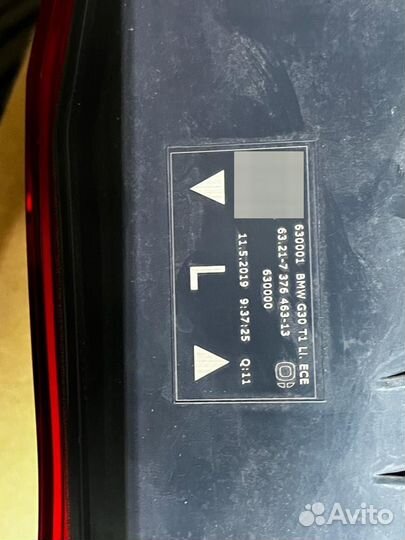 630001 BMW G30 T1 LI. ECE
63.21-7 376 463-13
630000
11.5.2019 9:37:25 Q:11
L
Avito